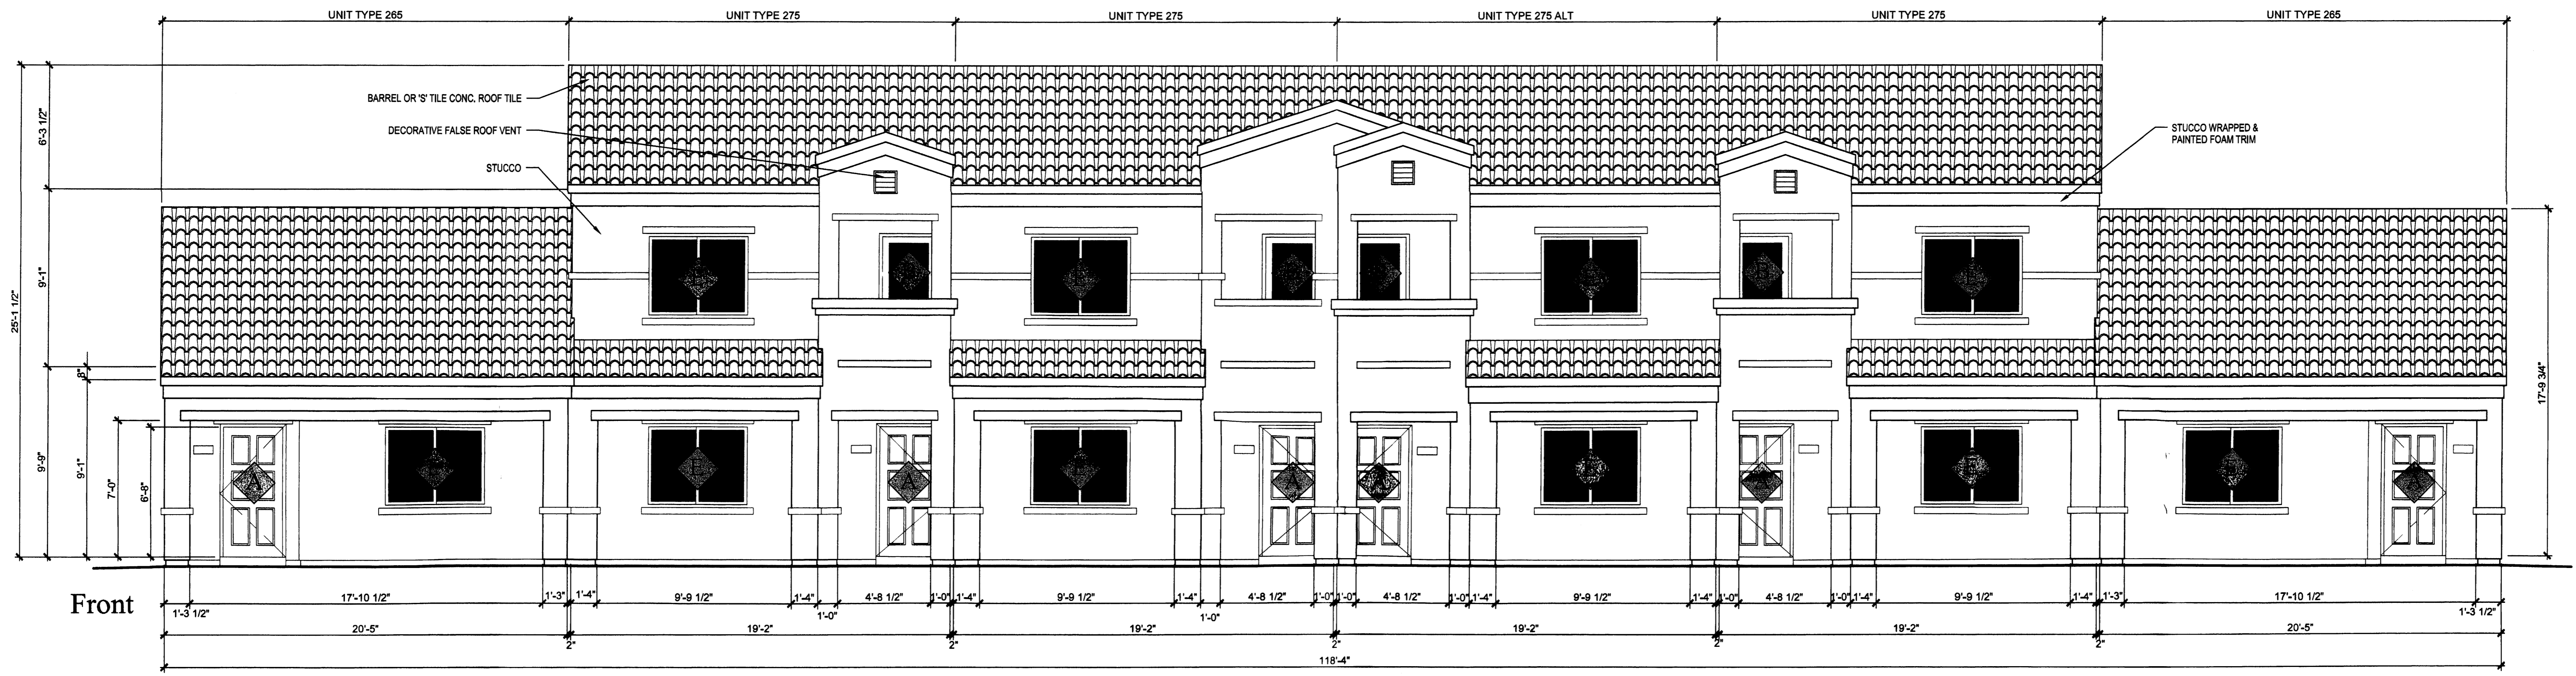 UNIT TYPE 265
UNIT TYPE 275
UNIT TYPE 275
UNIT TYPE 275 ALT
UNIT TYPE 275
UNIT TYPE 265
BARREL OR 'S' TILE CONC. ROOF TILE
DECORATIVE FALSE ROOF VENT
STUCCO
STUCCO WRAPPED &
PAINTED FOAM TRIM
25'-1 1/2"
6'-3 1/2"
9'-1"
8"
9'-9"
9'-1"
7'-0"
6'-8"
17'-9 3/4"
B
B
A
B
A
A
A
B
A
B
A
Front
1'-3 1/2"
17'-10 1/2"
1'-3"
1'-4"
9'-9 1/2"
1'-4"
1'-0"
4'-8 1/2"
1'-0"
1'-4"
9'-9 1/2"
1'-4"
1'-0"
4'-8 1/2"
1'-0"
1'-0"
4'-8 1/2"
1'-0"
1'-4"
9'-9 1/2"
1'-4"
1'-0"
4'-8 1/2"
1'-0"
1'-4"
9'-9 1/2"
1'-4"
1'-3"
17'-10 1/2"
1'-3 1/2"
20'-5"
2"
19'-2"
2"
19'-2"
2"
19'-2"
2"
19'-2"
2"
20'-5"
118'-4"